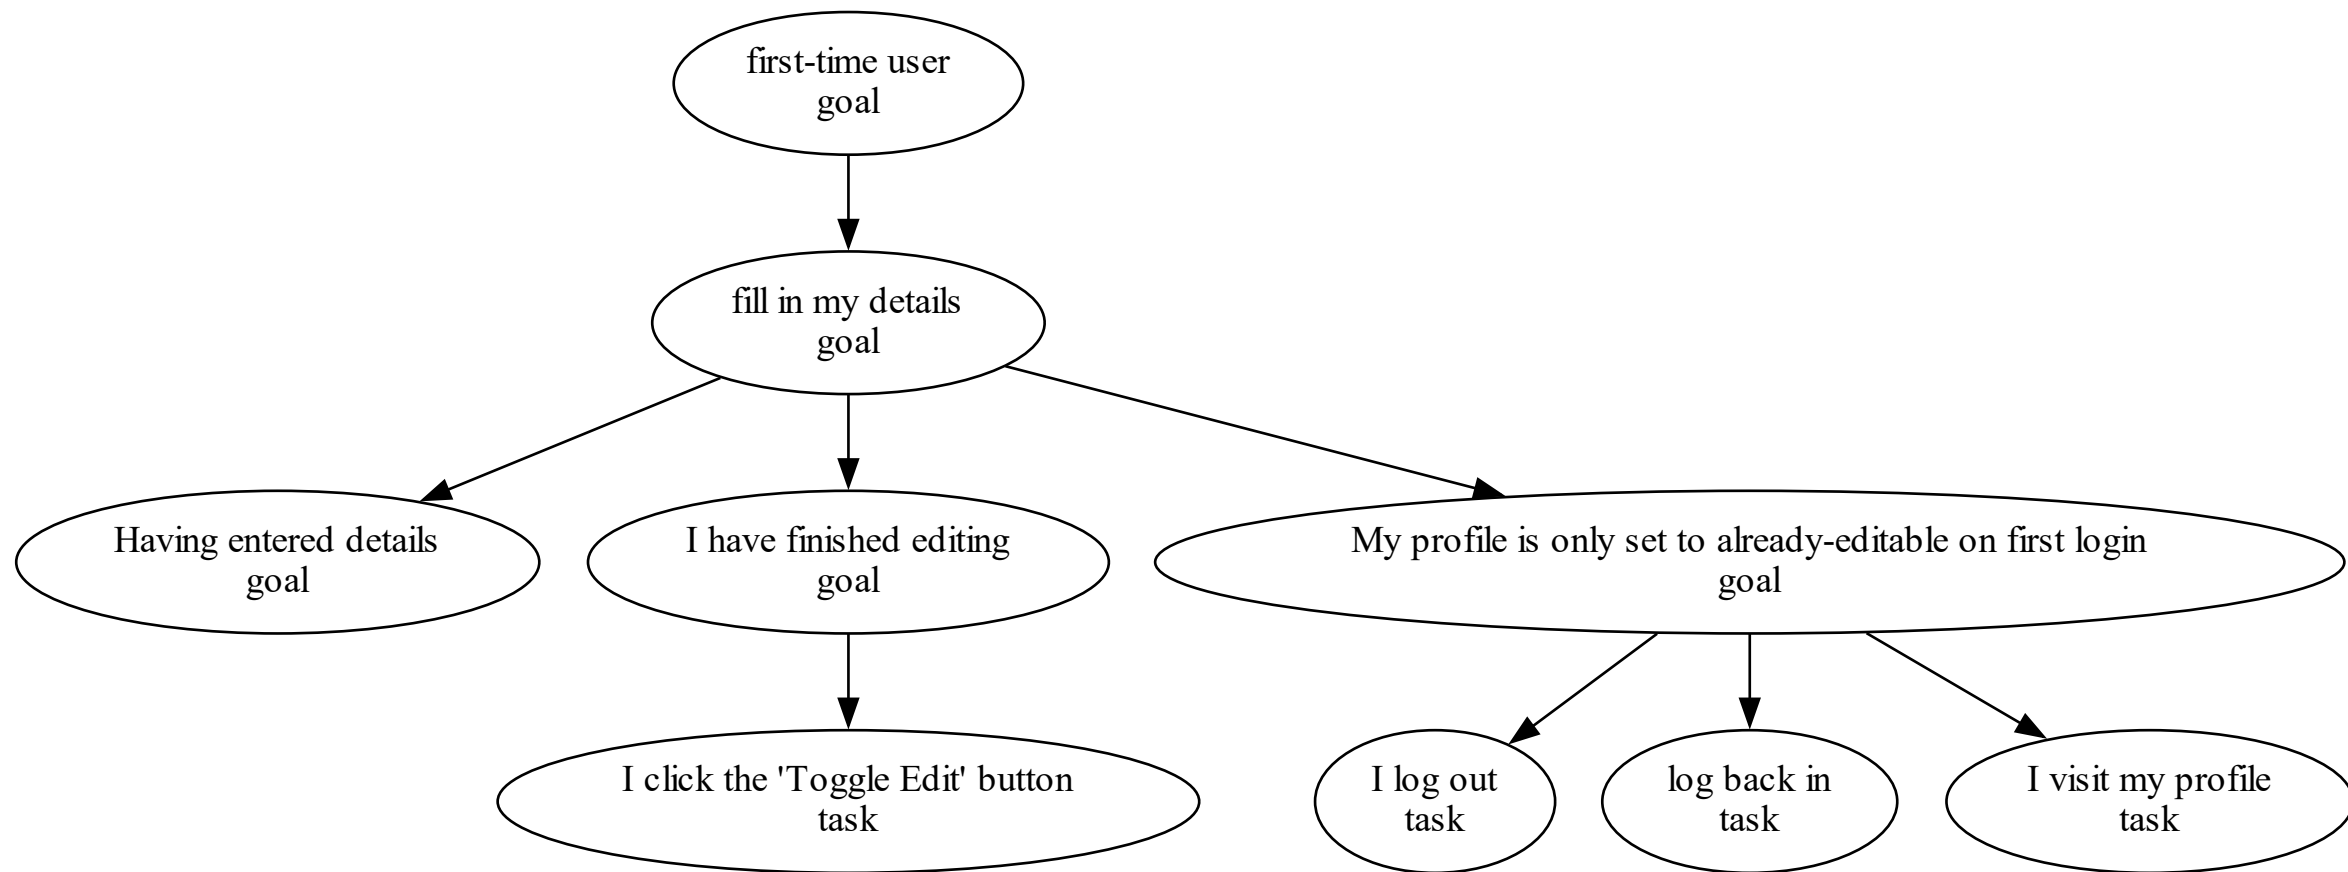 first-time user
goal
fill in my details
goal
Having entered details
goal
I have finished editing
goal
My profile is only set to already-editable on first login
goal
I click the 'Toggle Edit' button
task
I log out
task
log back in
task
I visit my profile
task